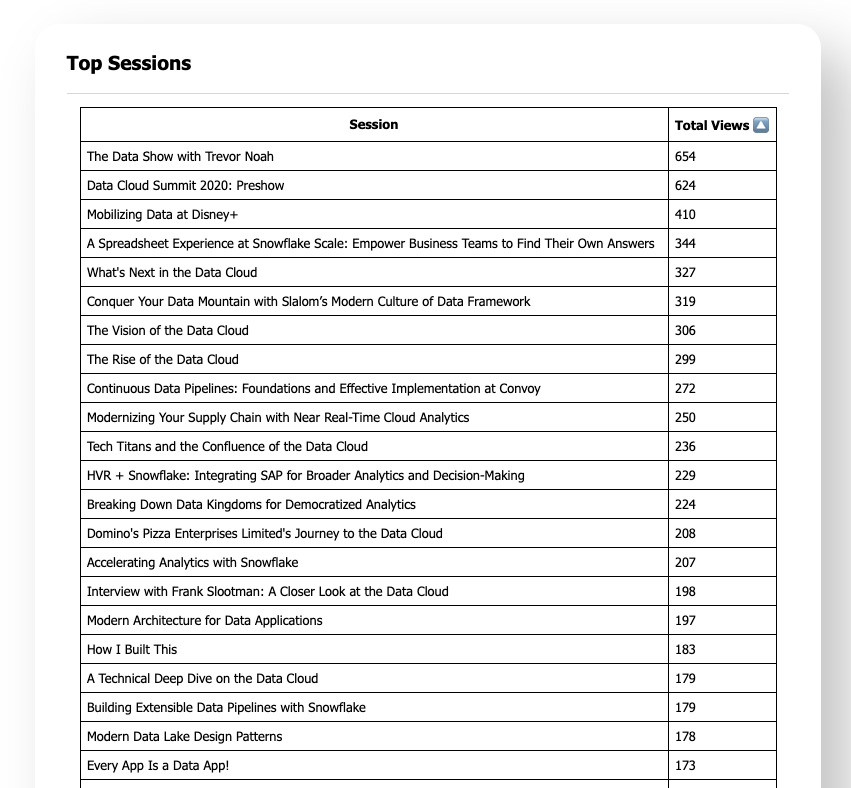 Top Sessions
Session Total Views 🔼
The Data Show with Trevor Noah 654
Data Cloud Summit 2020: Preshow 624
Mobilizing Data at Disney+ 410
A Spreadsheet Experience at Snowflake Scale: Empower Business Teams to Find Their Own Answers 344
What's Next in the Data Cloud 327
Conquer Your Data Mountain with Slalom’s Modern Culture of Data Framework 319
The Vision of the Data Cloud 306
The Rise of the Data Cloud 299
Continuous Data Pipelines: Foundations and Effective Implementation at Convoy 272
Modernizing Your Supply Chain with Near Real-Time Cloud Analytics 250
Tech Titans and the Confluence of the Data Cloud 236
HVR + Snowflake: Integrating SAP for Broader Analytics and Decision-Making 229
Breaking Down Data Kingdoms for Democratized Analytics 224
Domino's Pizza Enterprises Limited's Journey to the Data Cloud 208
Accelerating Analytics with Snowflake 207
Interview with Frank Slootman: A Closer Look at the Data Cloud 198
Modern Architecture for Data Applications 197
How I Built This 183
A Technical Deep Dive on the Data Cloud 179
Building Extensible Data Pipelines with Snowflake 179
Modern Data Lake Design Patterns 178
Every App Is a Data App! 173